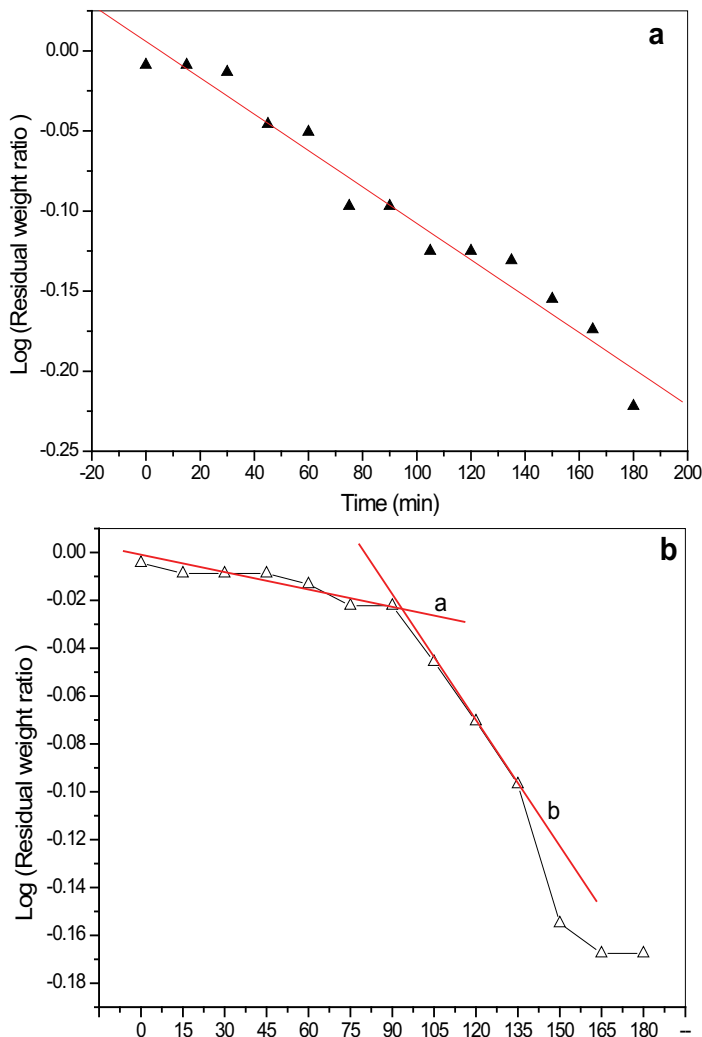 a
0.00
-0.05
-0.10
-0.15
-0.20
-0.25
Log (Residual weight ratio )
-20 0 20 40 60 80 100 120 140 160 180 200
Time (min)
b
0.00
-0.02
-0.04
-0.06
-0.08
-0.10
-0.12
-0.14
-0.16
-0.18
Log (Residual weight ratio )
a
b
0 15 30 45 60 75 90 105 120 135 150 165 180 --